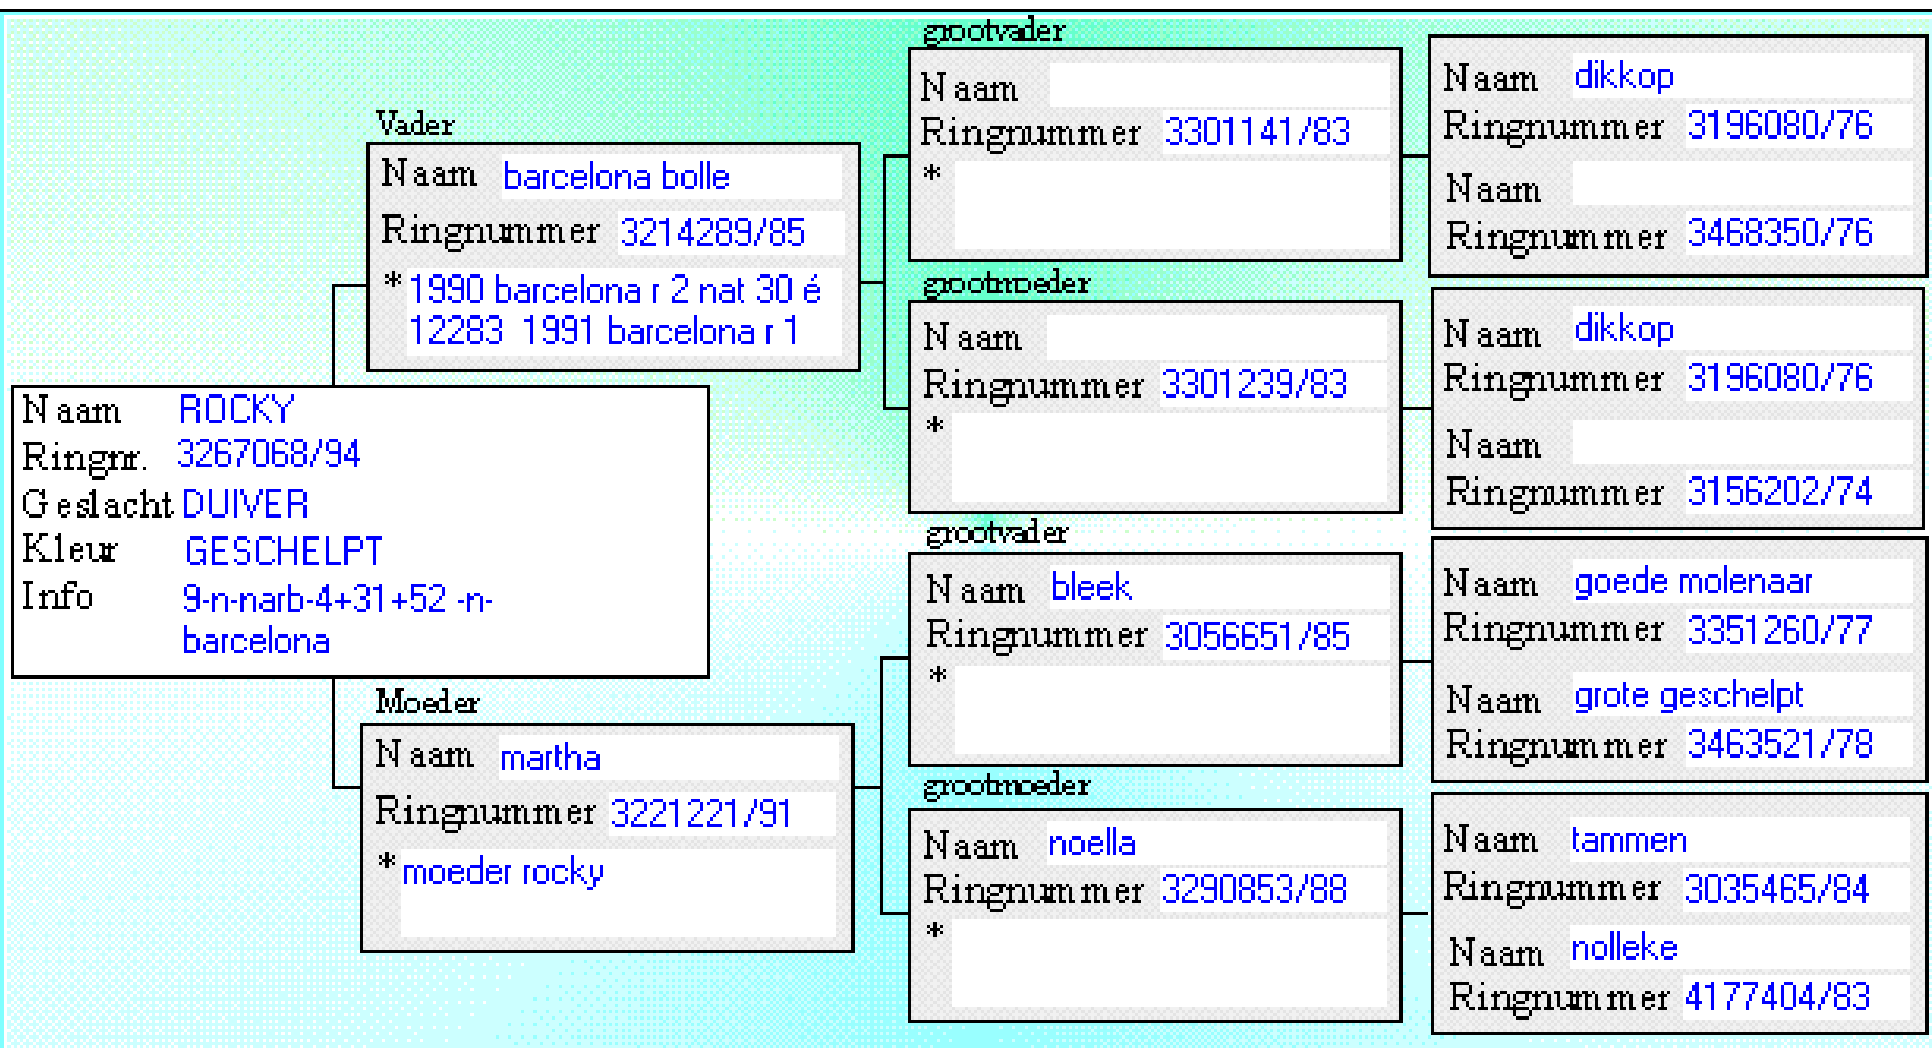 Naam ROCKY
Ringnr. 3267068/94
Geslacht DUIVER
Kleur GESCHELPT
Info 9-n-narb-4+31+52 -n-
barcelona
Vader
Naam barcelona bolle
Ringnummer 3214289/85
* 1990 barcelona r 2 nat 30 é
12283 1991 barcelona r 1
Moeder
Naam martha
Ringnummer 3221221/91
* moeder rocky
grootvader
Naam
Ringnummer 3301141/83
*
grootmoeder
Naam
Ringnummer 3301239/83
*
grootvader
Naam bleek
Ringnummer 3056651/85
*
grootmoeder
Naam noella
Ringnummer 3290853/88
*
Naam dikkop
Ringnummer 3196080/76
Naam
Ringnummer 3468350/76
Naam dikkop
Ringnummer 3196080/76
Naam
Ringnummer 3156202/74
Naam goede molenaar
Ringnummer 3351260/77
Naam grote geschelpt
Ringnummer 3463521/78
Naam tammen
Ringnummer 3035465/84
Naam nolleke
Ringnummer 4177404/83